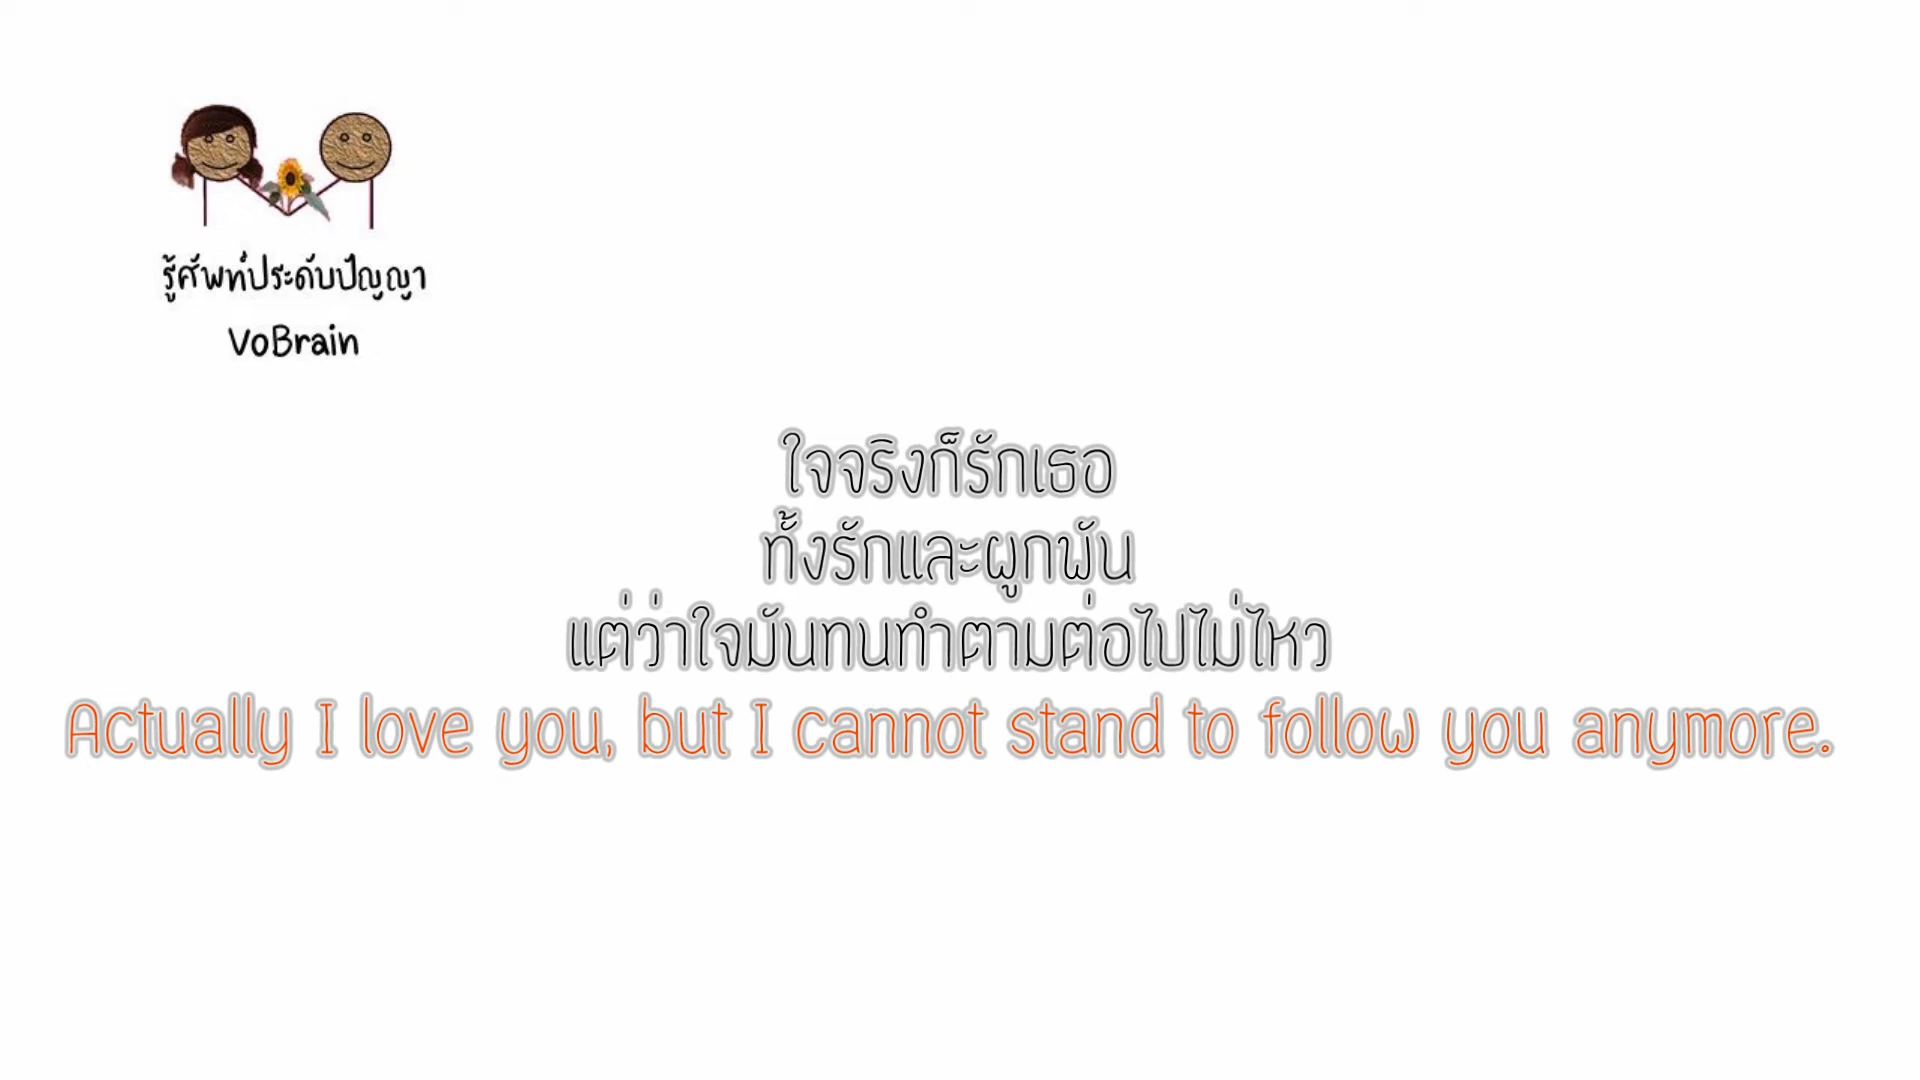 รู้ศัพท์ประดับปัญญา
VoBrain
ใจจริงก็รักเธอ
ทั้งรักและผูกพัน
แต่ว่าใจมันทนทำตามต่อไปไม่ไหว
Actually I love you, but I cannot stand to follow you anymore.